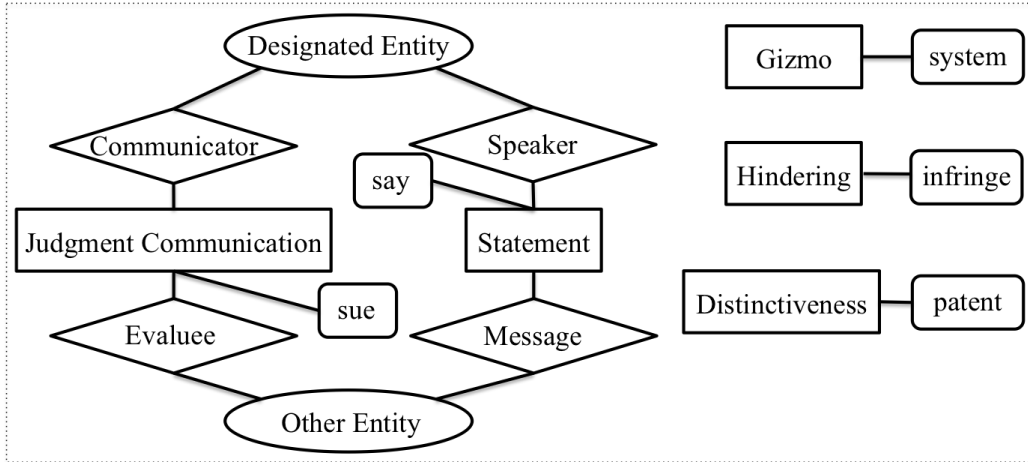 Designated Entity
Gizmo
system
Communicator
Speaker
say
Hindering
infringe
Judgment Communication
Statement
sue
Distinctiveness
patent
Evaluee
Message
Other Entity